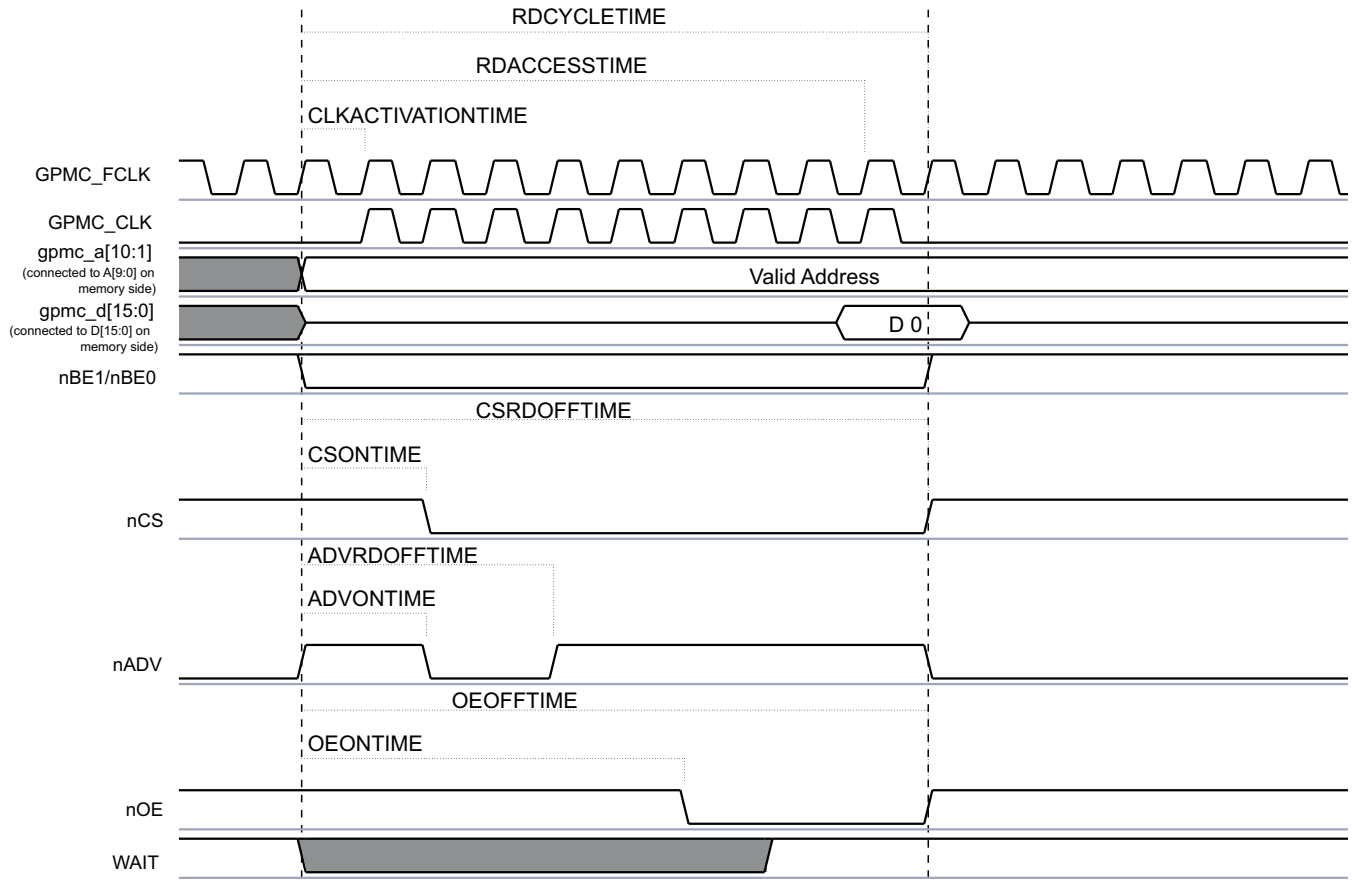 RDCYCLETIME
RDACCESSTIME
CLKACTIVATIONTIME
GPMC_FCLK
GPMC_CLK
gpmc_a[10:1]
(connected to A[9:0] on
memory side)
Valid Address
gpmc_d[15:0]
(connected to D[15:0] on
memory side)
D 0
nBE1/nBE0
CSRDOFFTIME
CSONTIME
nCS
ADVRDOFFTIME
ADVONTIME
nADV
OEOFFTIME
OEONTIME
nOE
WAIT